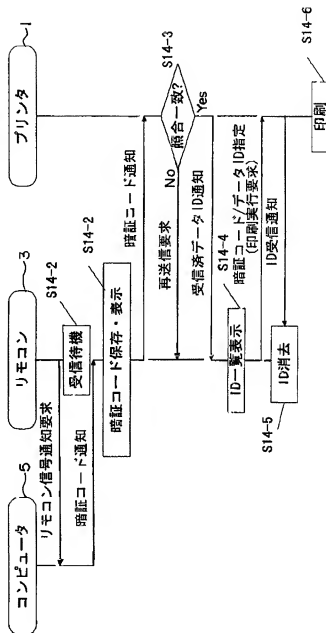 コンピュータ
5
リモコン
3
プリンタ
1
リモコン信号通知要求
受信待機
S14-2
暗証コード通知
暗証コード保存・表示
S14-2
暗証コード通知
照合一致?
S14-3
No
Yes
再送信要求
受信済データID通知
ID一覧表示
S14-4
暗証コード/データID指定
(印刷実行要求)
ID受信通知
ID消去
S14-5
印刷
S14-6